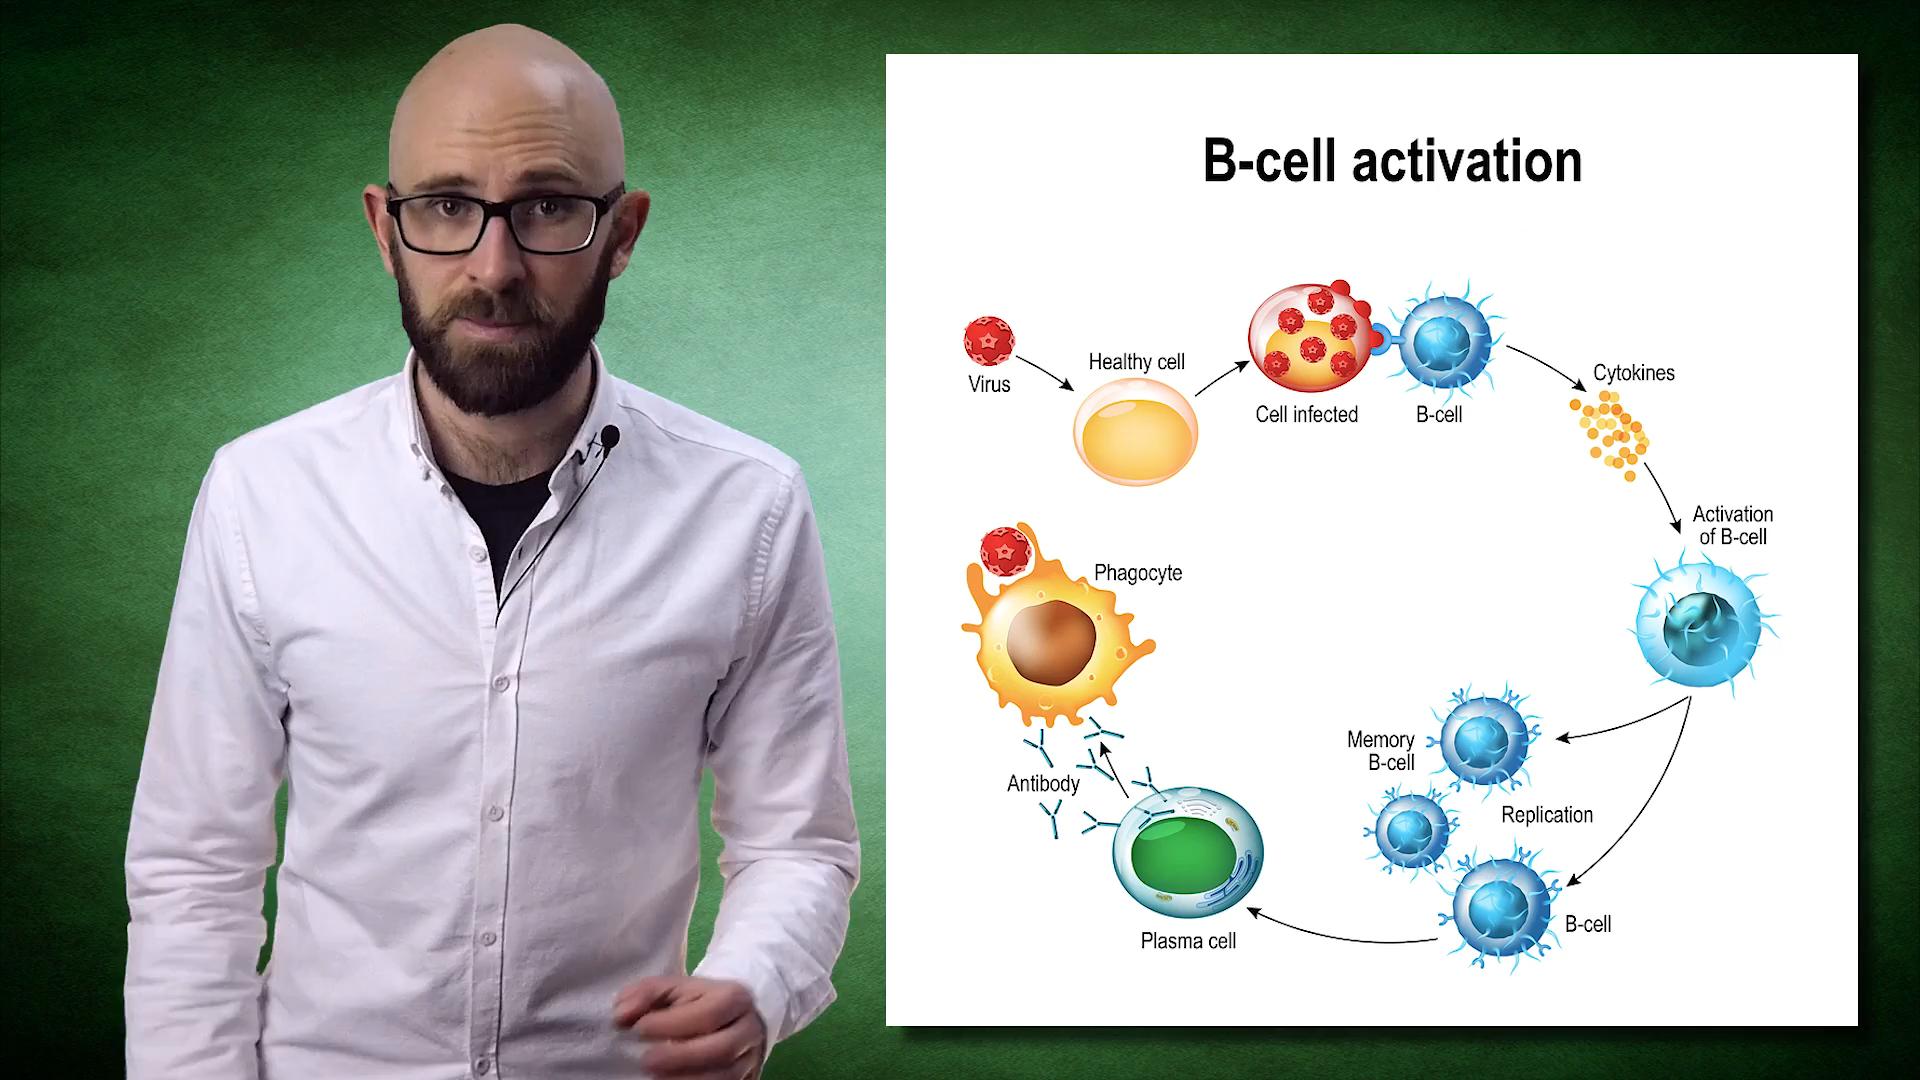 B-cell activation
Virus
Healthy cell
Cell infected
B-cell
Cytokines
Activation
of B-cell
Phagocyte
Memory
B-cell
Replication
Antibody
B-cell
Plasma cell